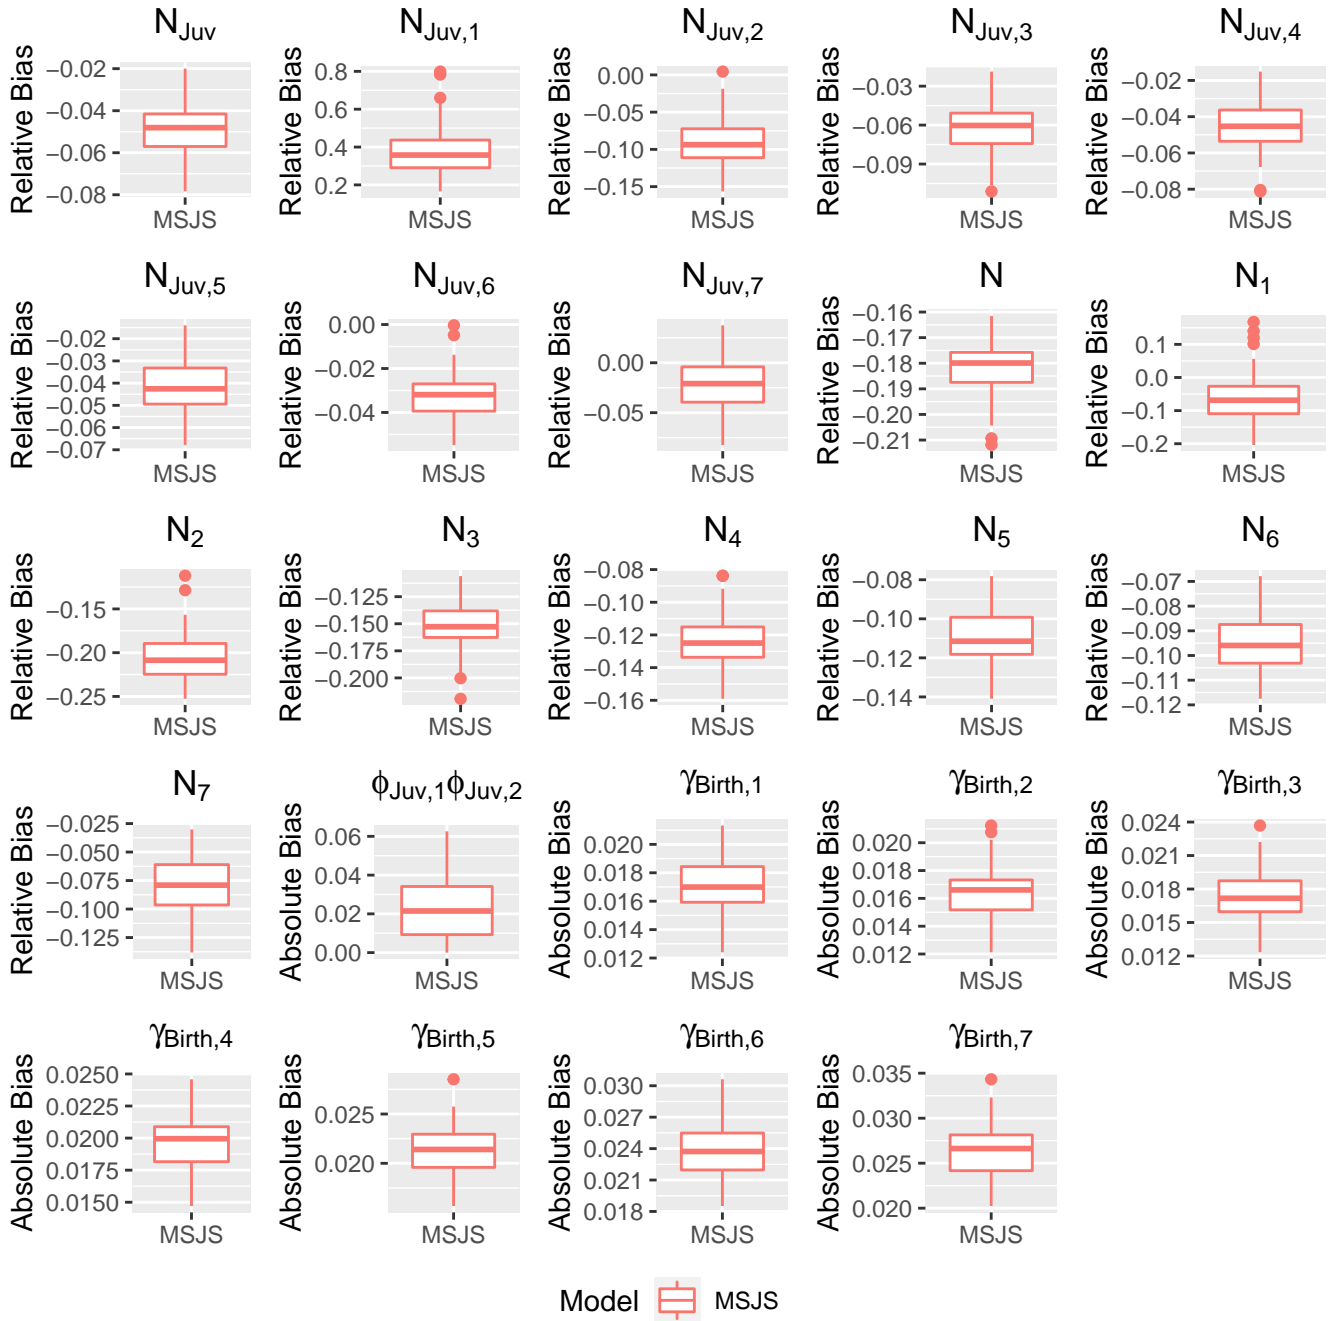 N_Juv N_Juv,1 N_Juv,2 N_Juv,3 N_Juv,4
Relative Bias −0.02 −0.04 −0.06 −0.08 MSJS
Relative Bias 0.8 0.6 0.4 0.2 MSJS
Relative Bias 0.00 −0.05 −0.10 −0.15 MSJS
Relative Bias −0.03 −0.06 −0.09 MSJS
Relative Bias −0.02 −0.04 −0.06 −0.08 MSJS
N_Juv,5 N_Juv,6 N_Juv,7 N N_1
Relative Bias −0.02 −0.03 −0.04 −0.05 −0.06 −0.07 MSJS
Relative Bias 0.00 −0.02 −0.04 MSJS
Relative Bias 0.00 −0.05 MSJS
Relative Bias −0.16 −0.17 −0.18 −0.19 −0.20 −0.21 MSJS
Relative Bias 0.1 0.0 −0.1 −0.2 MSJS
N_2 N_3 N_4 N_5 N_6
Relative Bias −0.15 −0.20 −0.25 MSJS
Relative Bias −0.125 −0.150 −0.175 −0.200 MSJS
Relative Bias −0.08 −0.10 −0.12 −0.14 −0.16 MSJS
Relative Bias −0.08 −0.10 −0.12 −0.14 MSJS
Relative Bias −0.07 −0.08 −0.09 −0.10 −0.11 −0.12 MSJS
N_7 ϕ_Juv,1ϕ_Juv,2 γ_Birth,1 γ_Birth,2 γ_Birth,3
Relative Bias −0.025 −0.050 −0.075 −0.100 −0.125 MSJS
Absolute Bias 0.06 0.04 0.02 0.00 MSJS
Absolute Bias 0.020 0.018 0.016 0.014 0.012 MSJS
Absolute Bias 0.020 0.018 0.016 0.014 0.012 MSJS
Absolute Bias 0.024 0.021 0.018 0.015 0.012 MSJS
γ_Birth,4 γ_Birth,5 γ_Birth,6 γ_Birth,7
Absolute Bias 0.0250 0.0225 0.0200 0.0175 0.0150 MSJS
Absolute Bias 0.025 0.020 MSJS
Absolute Bias 0.030 0.027 0.024 0.021 0.018 MSJS
Absolute Bias 0.035 0.030 0.025 0.020 MSJS
Model MSJS